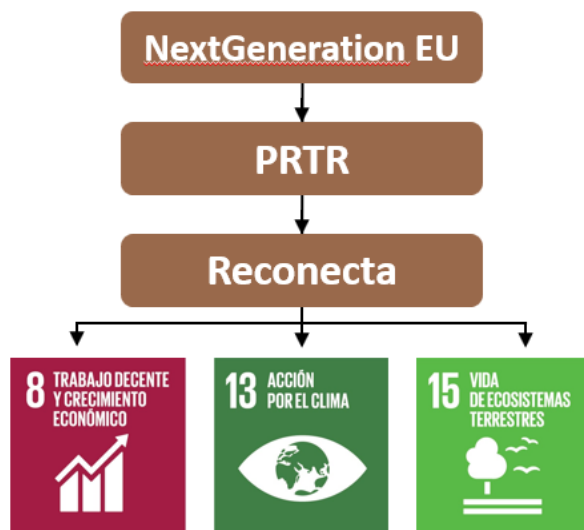 NextGeneration EU
PRTR
Reconecta
8 TRABAJO DECENTE
Y CRECIMIENTO
ECONÓMICO
13 ACCIÓN
POR EL CLIMA
15 VIDA
DE ECOSISTEMAS
TERRESTRES